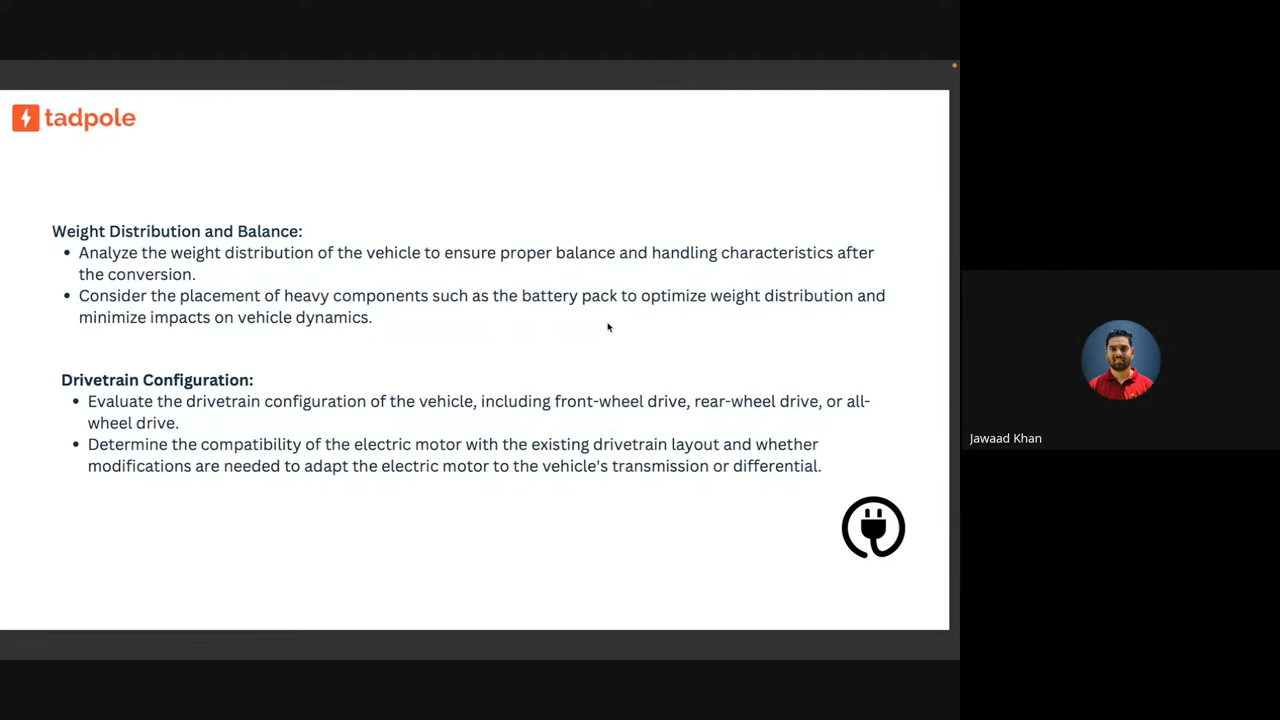 tadpole
Weight Distribution and Balance:
• Analyze the weight distribution of the vehicle to ensure proper balance and handling characteristics after
the conversion.
• Consider the placement of heavy components such as the battery pack to optimize weight distribution and
minimize impacts on vehicle dynamics.
Drivetrain Configuration:
• Evaluate the drivetrain configuration of the vehicle, including front-wheel drive, rear-wheel drive, or all-
wheel drive.
• Determine the compatibility of the electric motor with the existing drivetrain layout and whether
modifications are needed to adapt the electric motor to the vehicle's transmission or differential.
Jawaad Khan